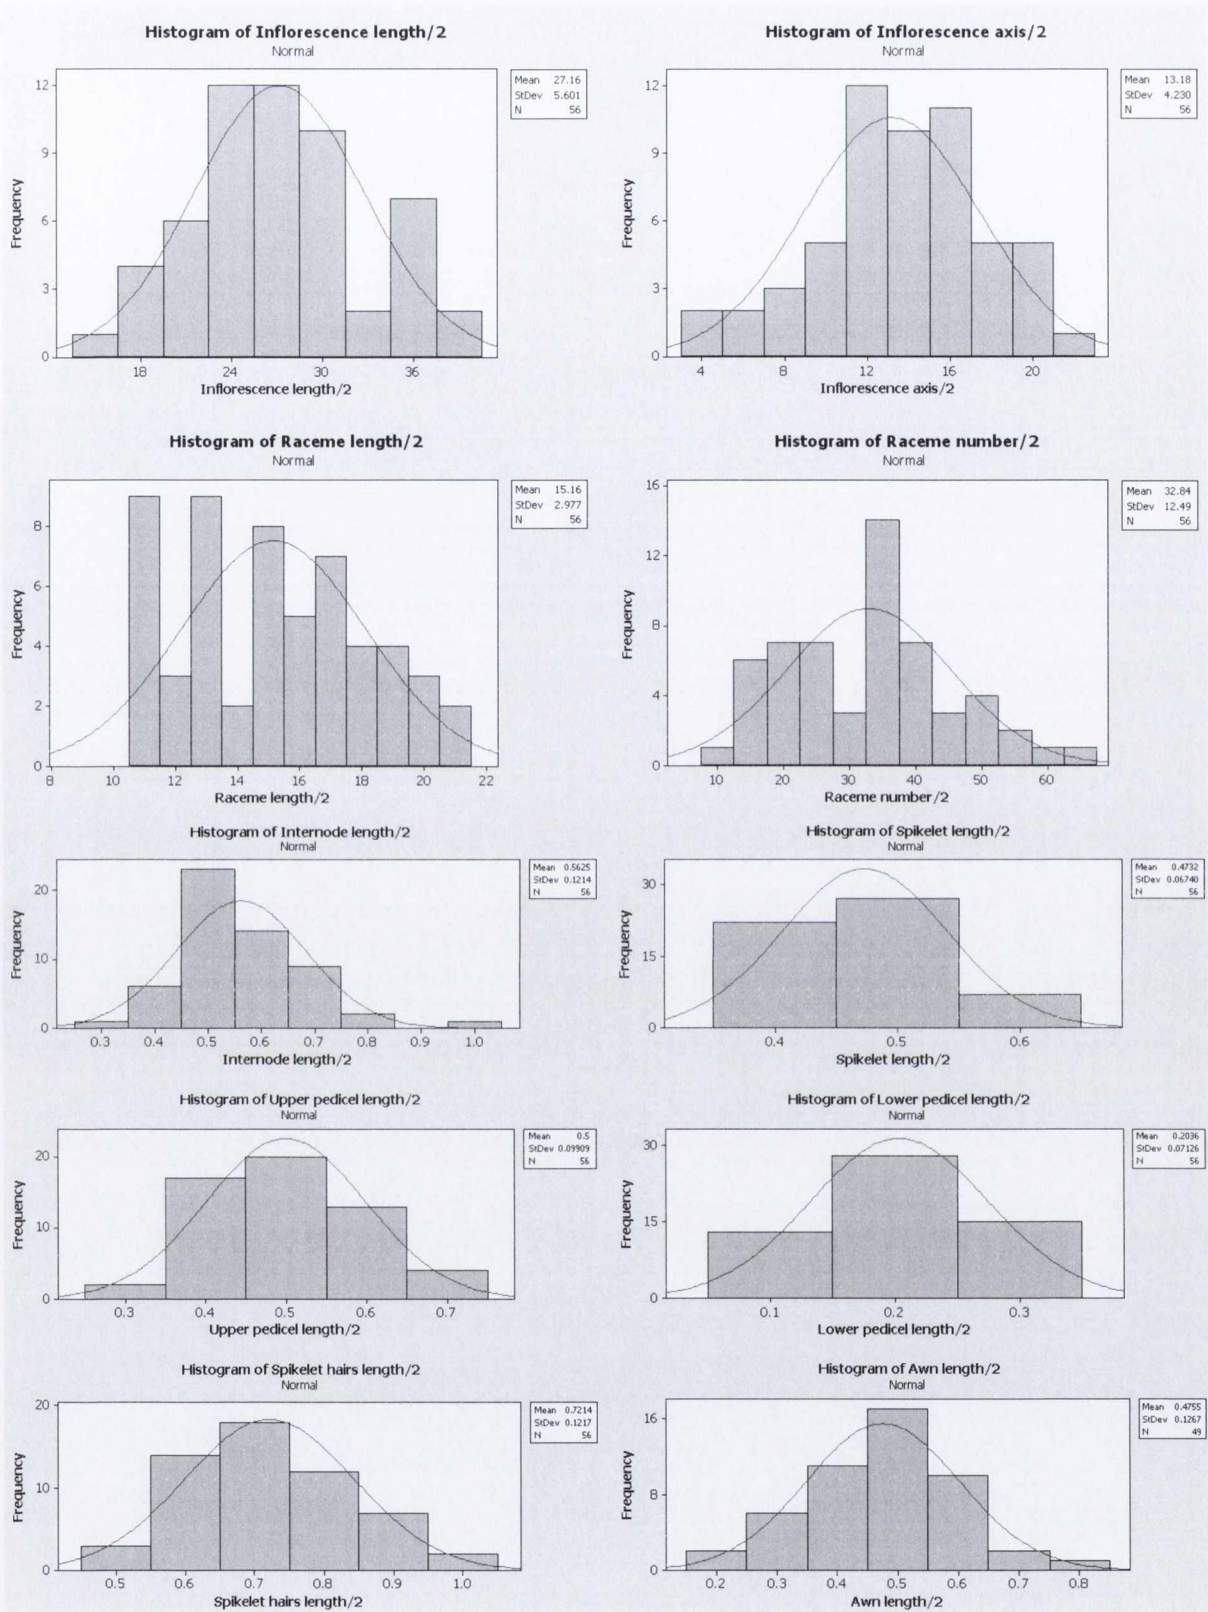 Histogram of Inflorescence length/2
Normal
Mean 27.16
StDev 5.601
N 56
Frequency
12
9
6
3
0
18 24 30 36
Inflorescence length/2
Histogram of Inflorescence axis/2
Normal
Mean 13.18
StDev 4.230
N 56
Frequency
12
9
6
3
0
4 8 12 16 20
Inflorescence axis/2
Histogram of Raceme length/2
Normal
Mean 15.16
StDev 2.977
N 56
Frequency
8
6
4
2
0
8 10 12 14 16 18 20 22
Raceme length/2
Histogram of Raceme number/2
Normal
Mean 32.84
StDev 12.49
N 56
Frequency
16
12
8
4
0
10 20 30 40 50 60
Raceme number/2
Histogram of Internode length/2
Normal
Mean 0.5625
StDev 0.1214
N 56
Frequency
20
10
0
0.3 0.4 0.5 0.6 0.7 0.8 0.9 1.0
Internode length/2
Histogram of Spikelet length/2
Normal
Mean 0.4732
StDev 0.06740
N 56
Frequency
30
15
0
0.4 0.5 0.6
Spikelet length/2
Histogram of Upper pedicel length/2
Normal
Mean 0.5
StDev 0.09909
N 56
Frequency
20
10
0
0.3 0.4 0.5 0.6 0.7
Upper pedicel length/2
Histogram of Lower pedicel length/2
Normal
Mean 0.2036
StDev 0.07126
N 56
Frequency
30
15
0
0.1 0.2 0.3
Lower pedicel length/2
Histogram of Spikelet hairs length/2
Normal
Mean 0.7214
StDev 0.1217
N 56
Frequency
20
10
0
0.5 0.6 0.7 0.8 0.9 1.0
Spikelet hairs length/2
Histogram of Awn length/2
Normal
Mean 0.4755
StDev 0.1267
N 49
Frequency
16
8
0
0.2 0.3 0.4 0.5 0.6 0.7 0.8
Awn length/2